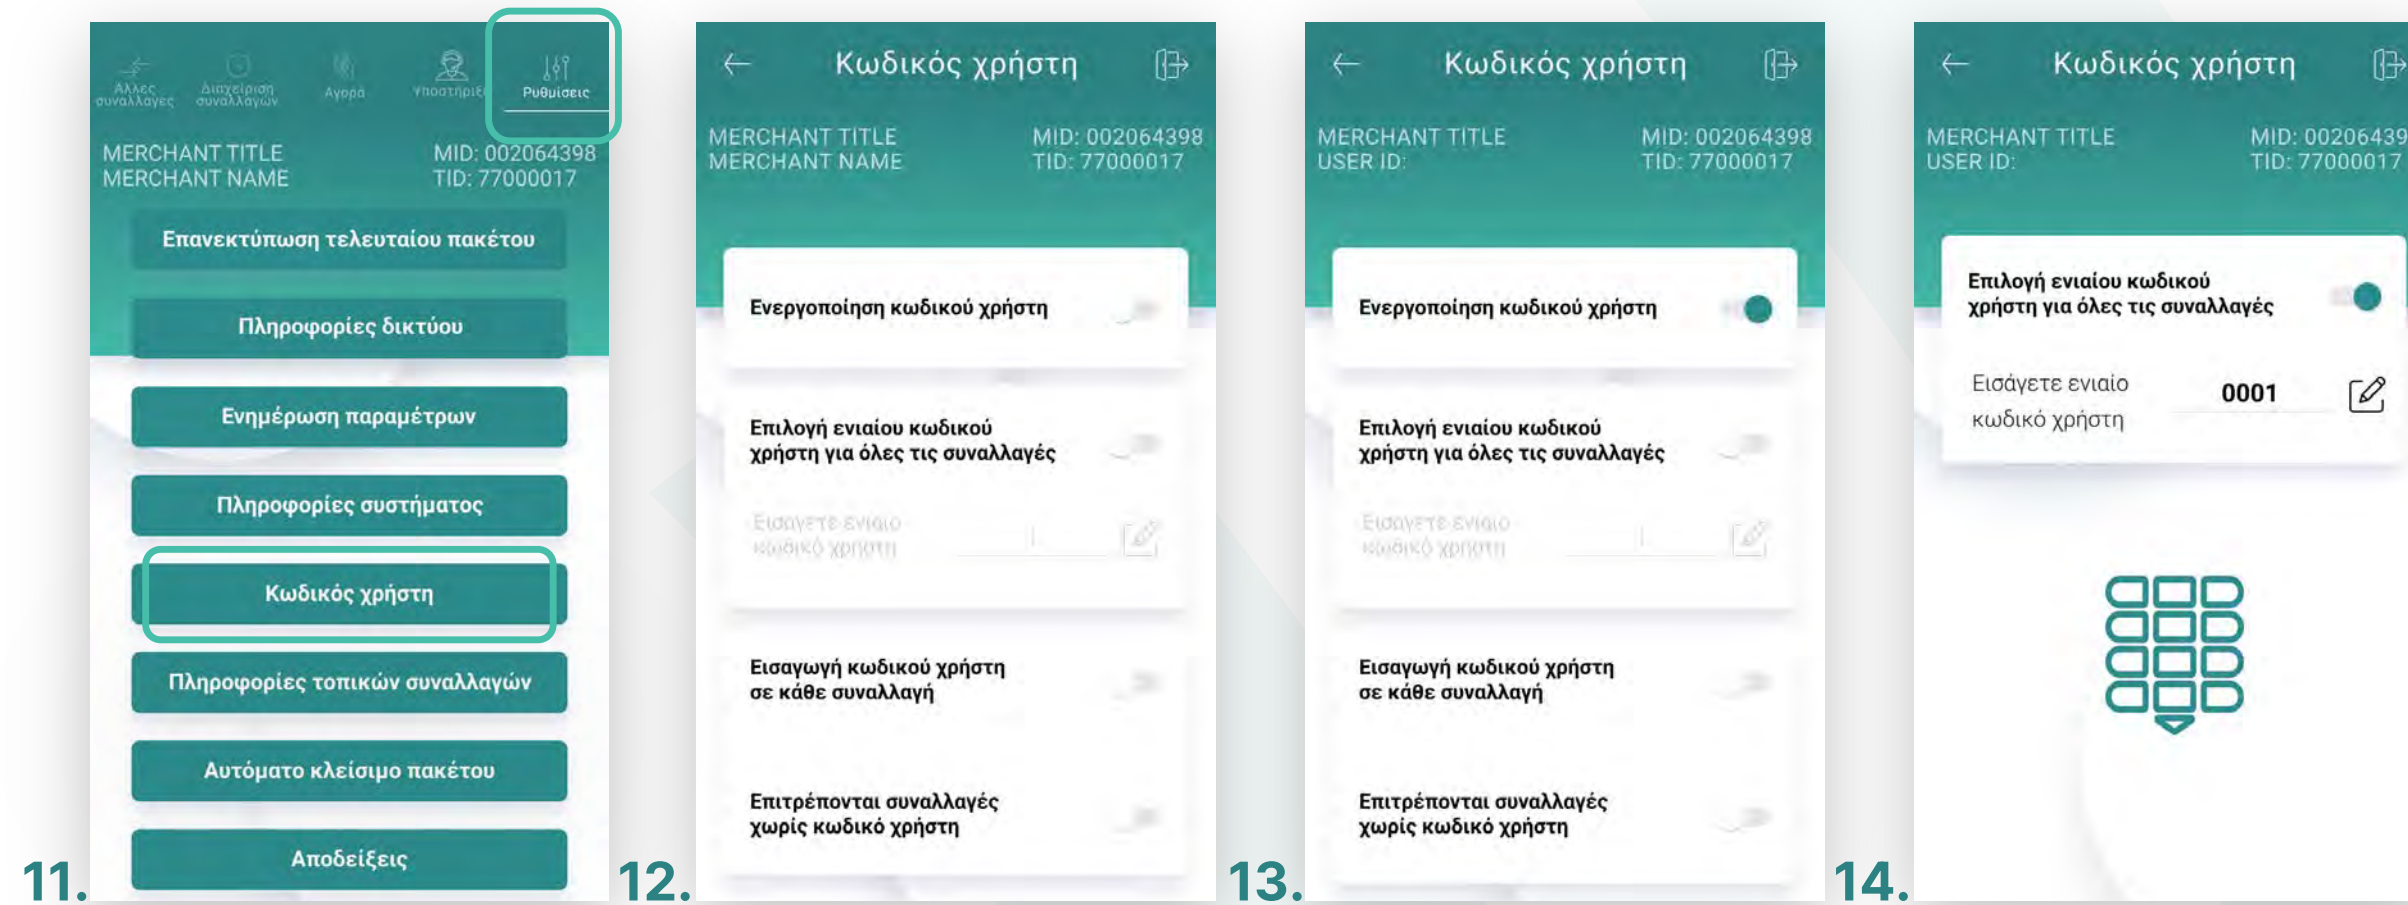 Άλλες
συναλλαγες
Διαχείριση
συναλλαγών
Αγορά
Υποστήριξη
Ρυθμίσεις
MERCHANT TITLE
MID: 002064398
MERCHANT NAME
TID: 77000017
Επανεκτύπωση τελευταίου πακέτου
Πληροφορίες δικτύου
Ενημέρωση παραμέτρων
Πληροφορίες συστήματος
Κωδικός χρήστη
Πληροφορίες τοπικών συναλλαγών
Αυτόματο κλείσιμο πακέτου
Αποδείξεις
11.
Κωδικός χρήστη
MERCHANT TITLE
MID: 002064398
MERCHANT NAME
TID: 77000017
Ενεργοποίηση κωδικού χρήστη
Επιλογή ενιαίου κωδικού
χρήστη για όλες τις συναλλαγές
Εισάγετε ενιαίο
κωδικό χρήστη
Εισαγωγή κωδικού χρήστη
σε κάθε συναλλαγή
Επιτρέπονται συναλλαγές
χωρίς κωδικό χρήστη
12.
Κωδικός χρήστη
MERCHANT TITLE
MID: 002064398
USER ID:
TID: 77000017
Ενεργοποίηση κωδικού χρήστη
Επιλογή ενιαίου κωδικού
χρήστη για όλες τις συναλλαγές
Εισάγετε ενιαίο
κωδικό χρήστη
Εισαγωγή κωδικού χρήστη
σε κάθε συναλλαγή
Επιτρέπονται συναλλαγές
χωρίς κωδικό χρήστη
13.
Κωδικός χρήστη
MERCHANT TITLE
MID: 00206439
USER ID:
TID: 77000017
Επιλογή ενιαίου κωδικού
χρήστη για όλες τις συναλλαγές
Εισάγετε ενιαίο
κωδικό χρήστη
0001
14.